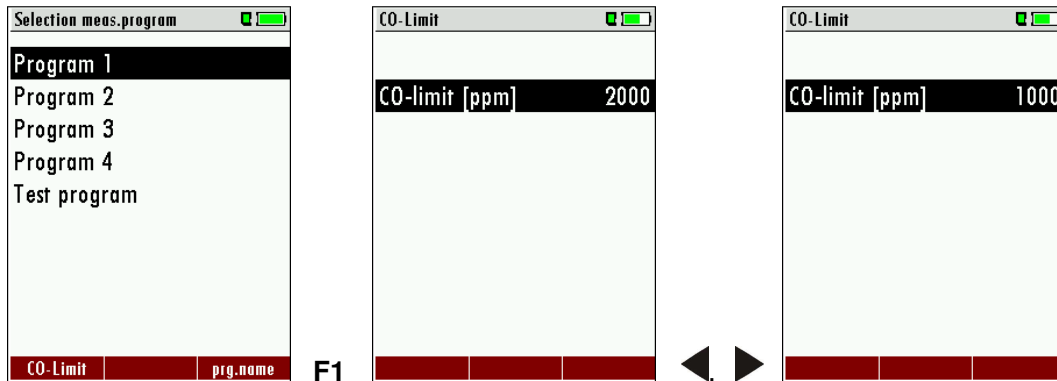 Selection meas.program
Program 1
Program 2
Program 3
Program 4
Test program
CO-Limit prg.name
F1
CO-Limit
CO-limit [ppm] 2000
CO-Limit
CO-limit [ppm] 1000